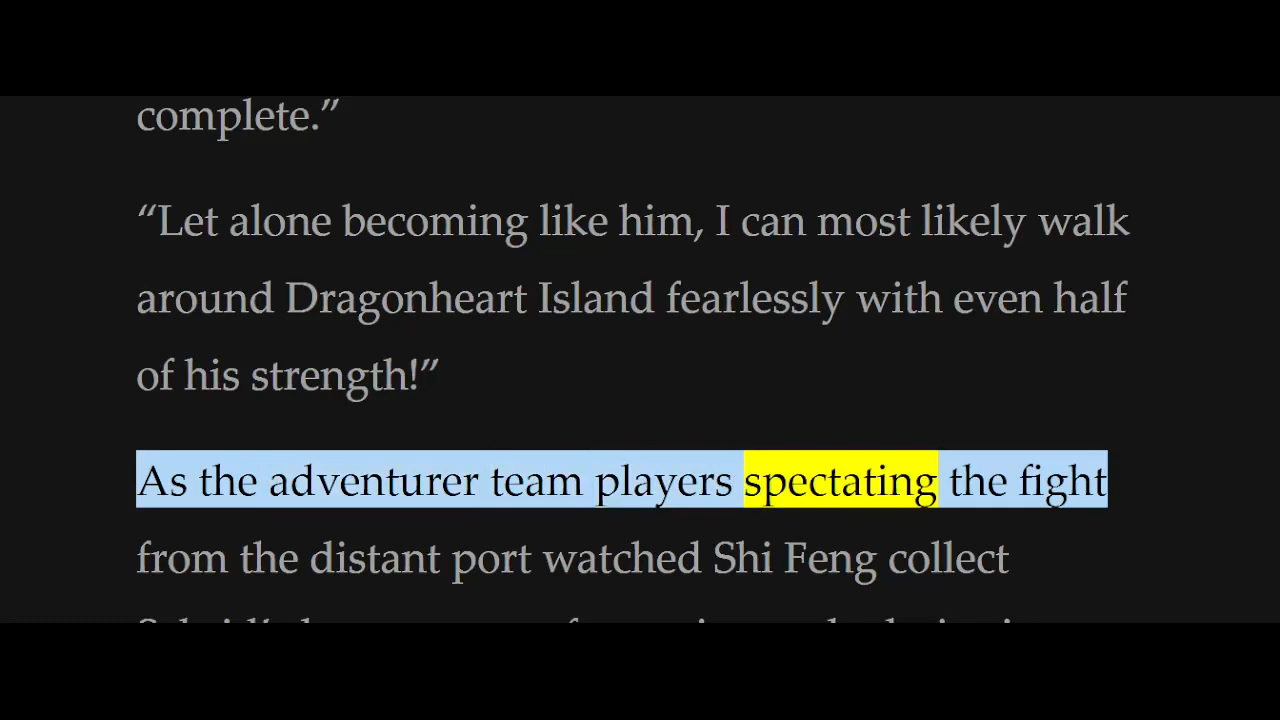 complete.”
“Let alone becoming like him, I can most likely walk
around Dragonheart Island fearlessly with even half
of his strength!”
As the adventurer team players spectating the fight
from the distant port watched Shi Feng collect